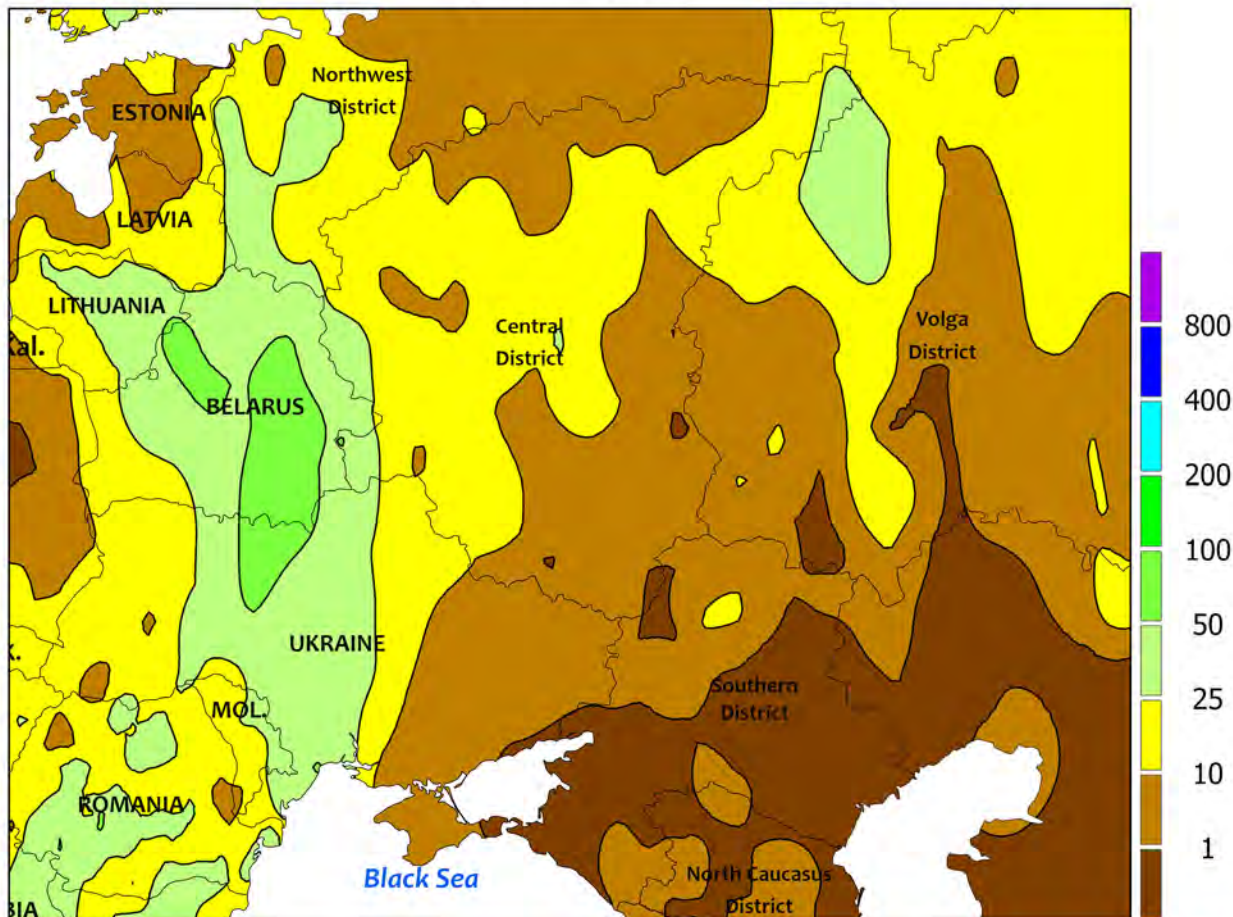 Northwest
District
ESTONIA
LATVIA
LITHUANIA
Kal.
Central
District
Volga
District
BELARUS
UKRAINE
MOL.
Southern
District
ROMANIA
Black Sea
North Caucasus
District
BIA
800
400
200
100
50
25
10
1